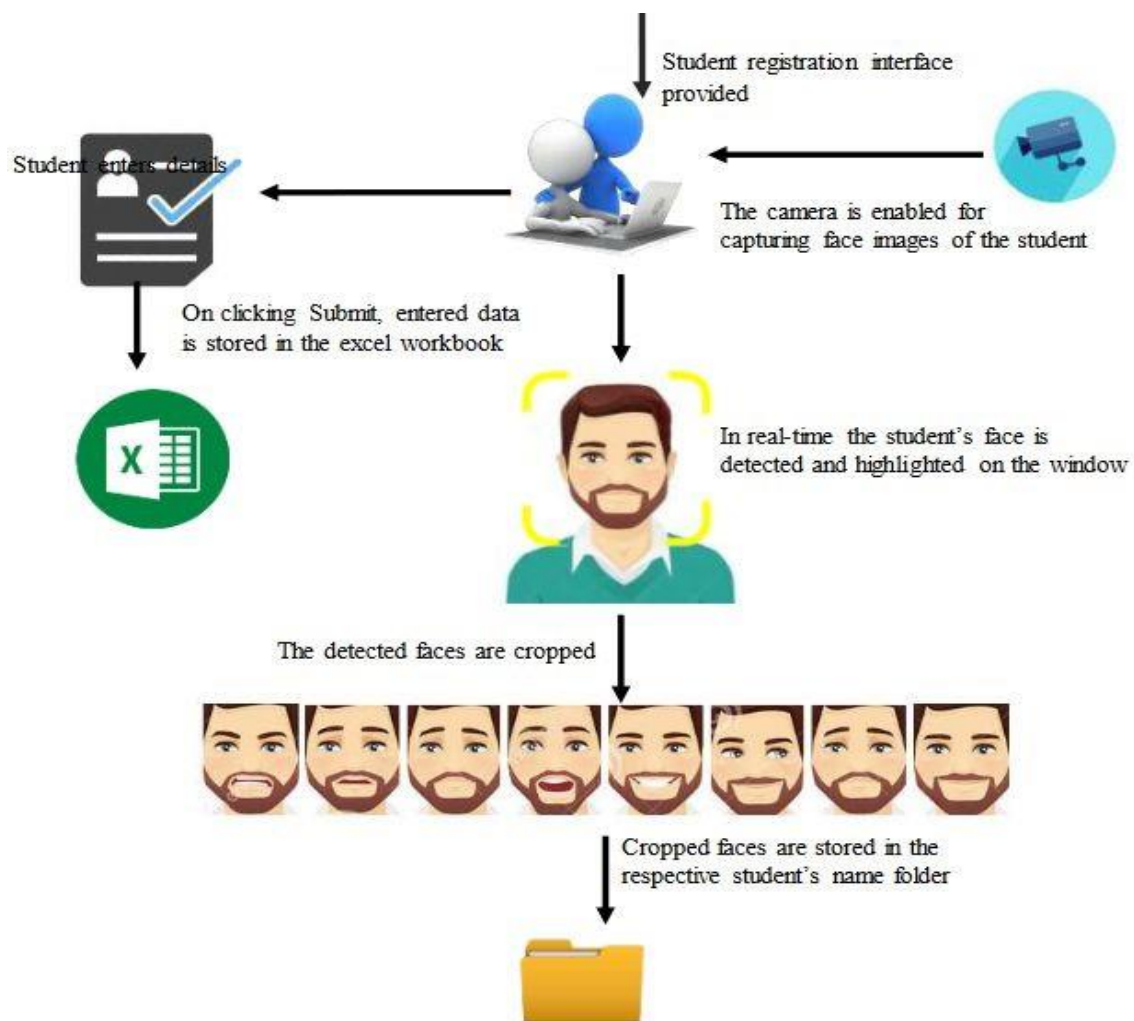 Student registration interface
provided
Student enters details
The camera is enabled for
capturing face images of the student
On clicking Submit, entered data
is stored in the excel workbook
X
In real-time the student’s face is
detected and highlighted on the window
The detected faces are cropped
Cropped faces are stored in the
respective student’s name folder